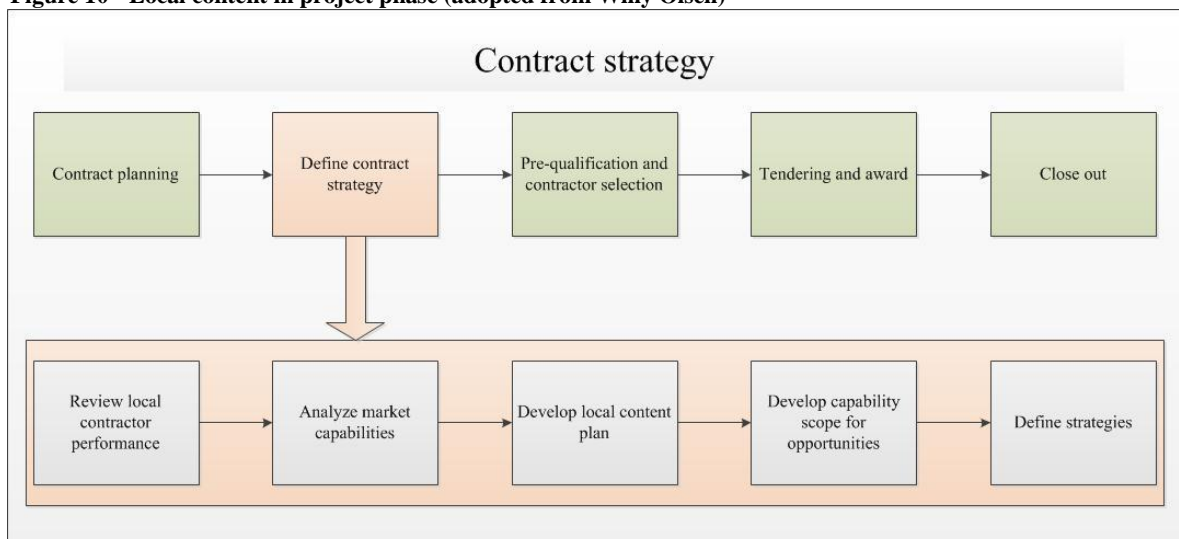 Figure 10 - Local content in project phase (adopted from Willy Olsen)
Contract strategy
Contract planning
Define contract
strategy
Pre-qualification and
contractor selection
Tendering and award
Close out
Review local
contractor
performance
Analyze market
capabilities
Develop local content
plan
Develop capability
scope for
opportunities
Define strategies